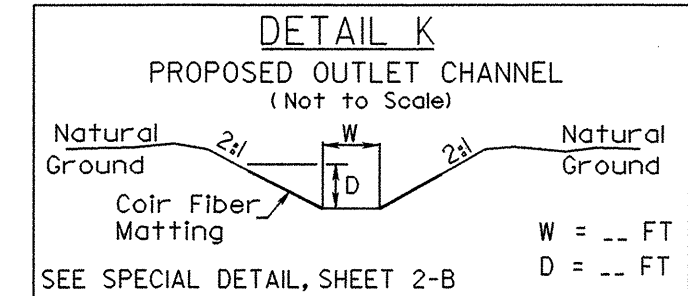 DETAIL K
PROPOSED OUTLET CHANNEL
(Not to Scale)
Natural
Ground
2:1
W
2:1
Natural
Ground
D
Coir Fiber
Matting
W = __ FT
D = __ FT
SEE SPECIAL DETAIL, SHEET 2-B